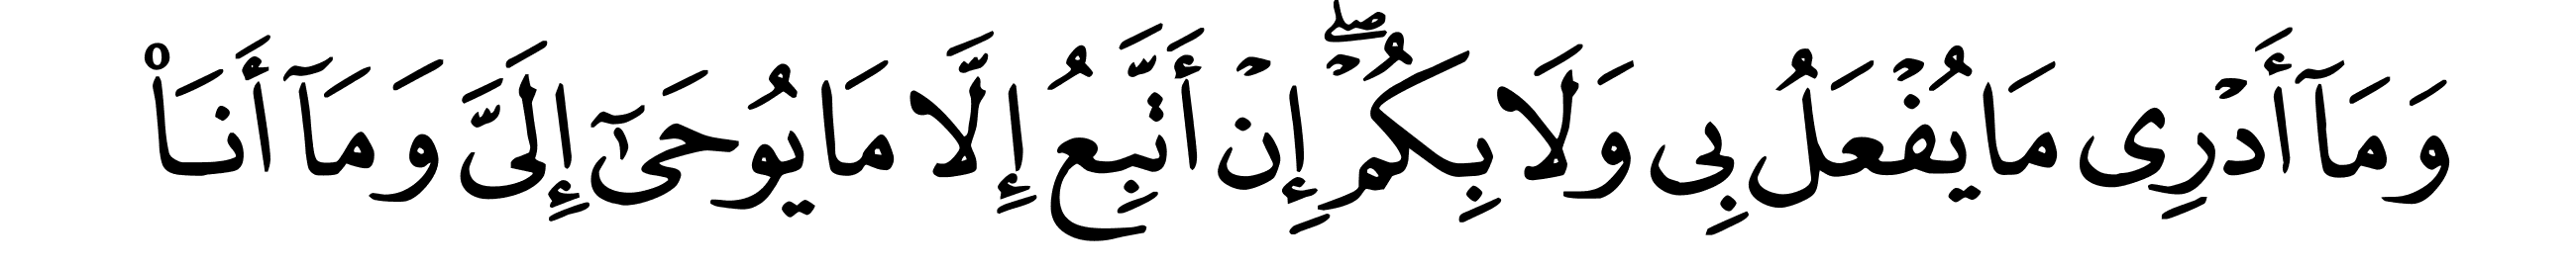 وَمَآ أَدْرِى مَا يُفْعَلُ بِى وَلَا بِكُمْ ۖ إِنْ أَتَّبِعُ إِلَّا مَا يُوحَىٰٓ إِلَىَّ وَمَآ أَنَا۠